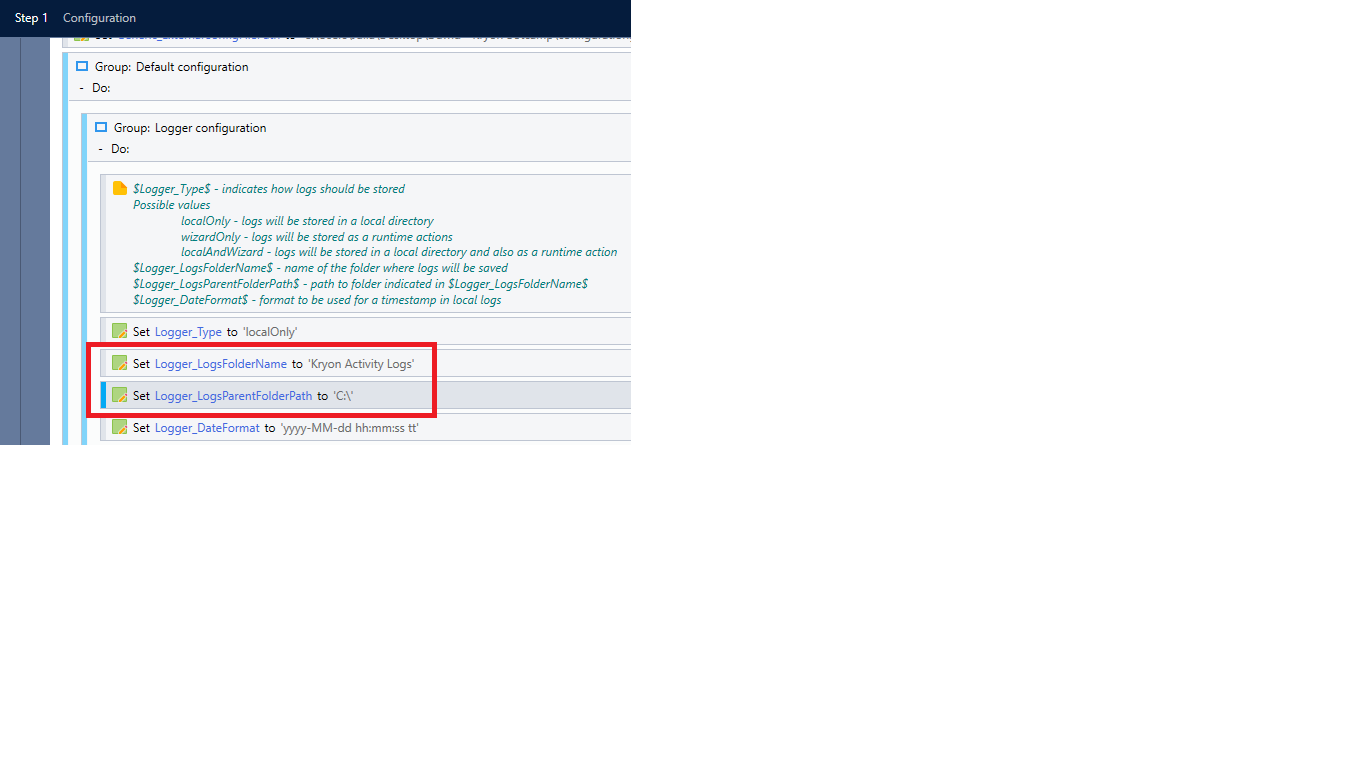 Step 1 Configuration
Group: Default configuration
- Do:
Group: Logger configuration
- Do:
$Logger_Type$ - indicates how logs should be stored
Possible values
localOnly - logs will be stored in a local directory
wizardOnly - logs will be stored as a runtime actions
localAndWizard - logs will be stored in a local directory and also as a runtime action
$Logger_LogsFolderName$ - name of the folder where logs will be saved
$Logger_LogsParentFolderPath$ - path to folder indicated in $Logger_LogsFolderName$
$Logger_DateFormat$ - format to be used for a timestamp in local logs
Set Logger_Type to 'localOnly'
Set Logger_LogsFolderName to 'Kryon Activity Logs'
Set Logger_LogsParentFolderPath to 'C:\'
Set Logger_DateFormat to 'yyyy-MM-dd hh:mm:ss tt'